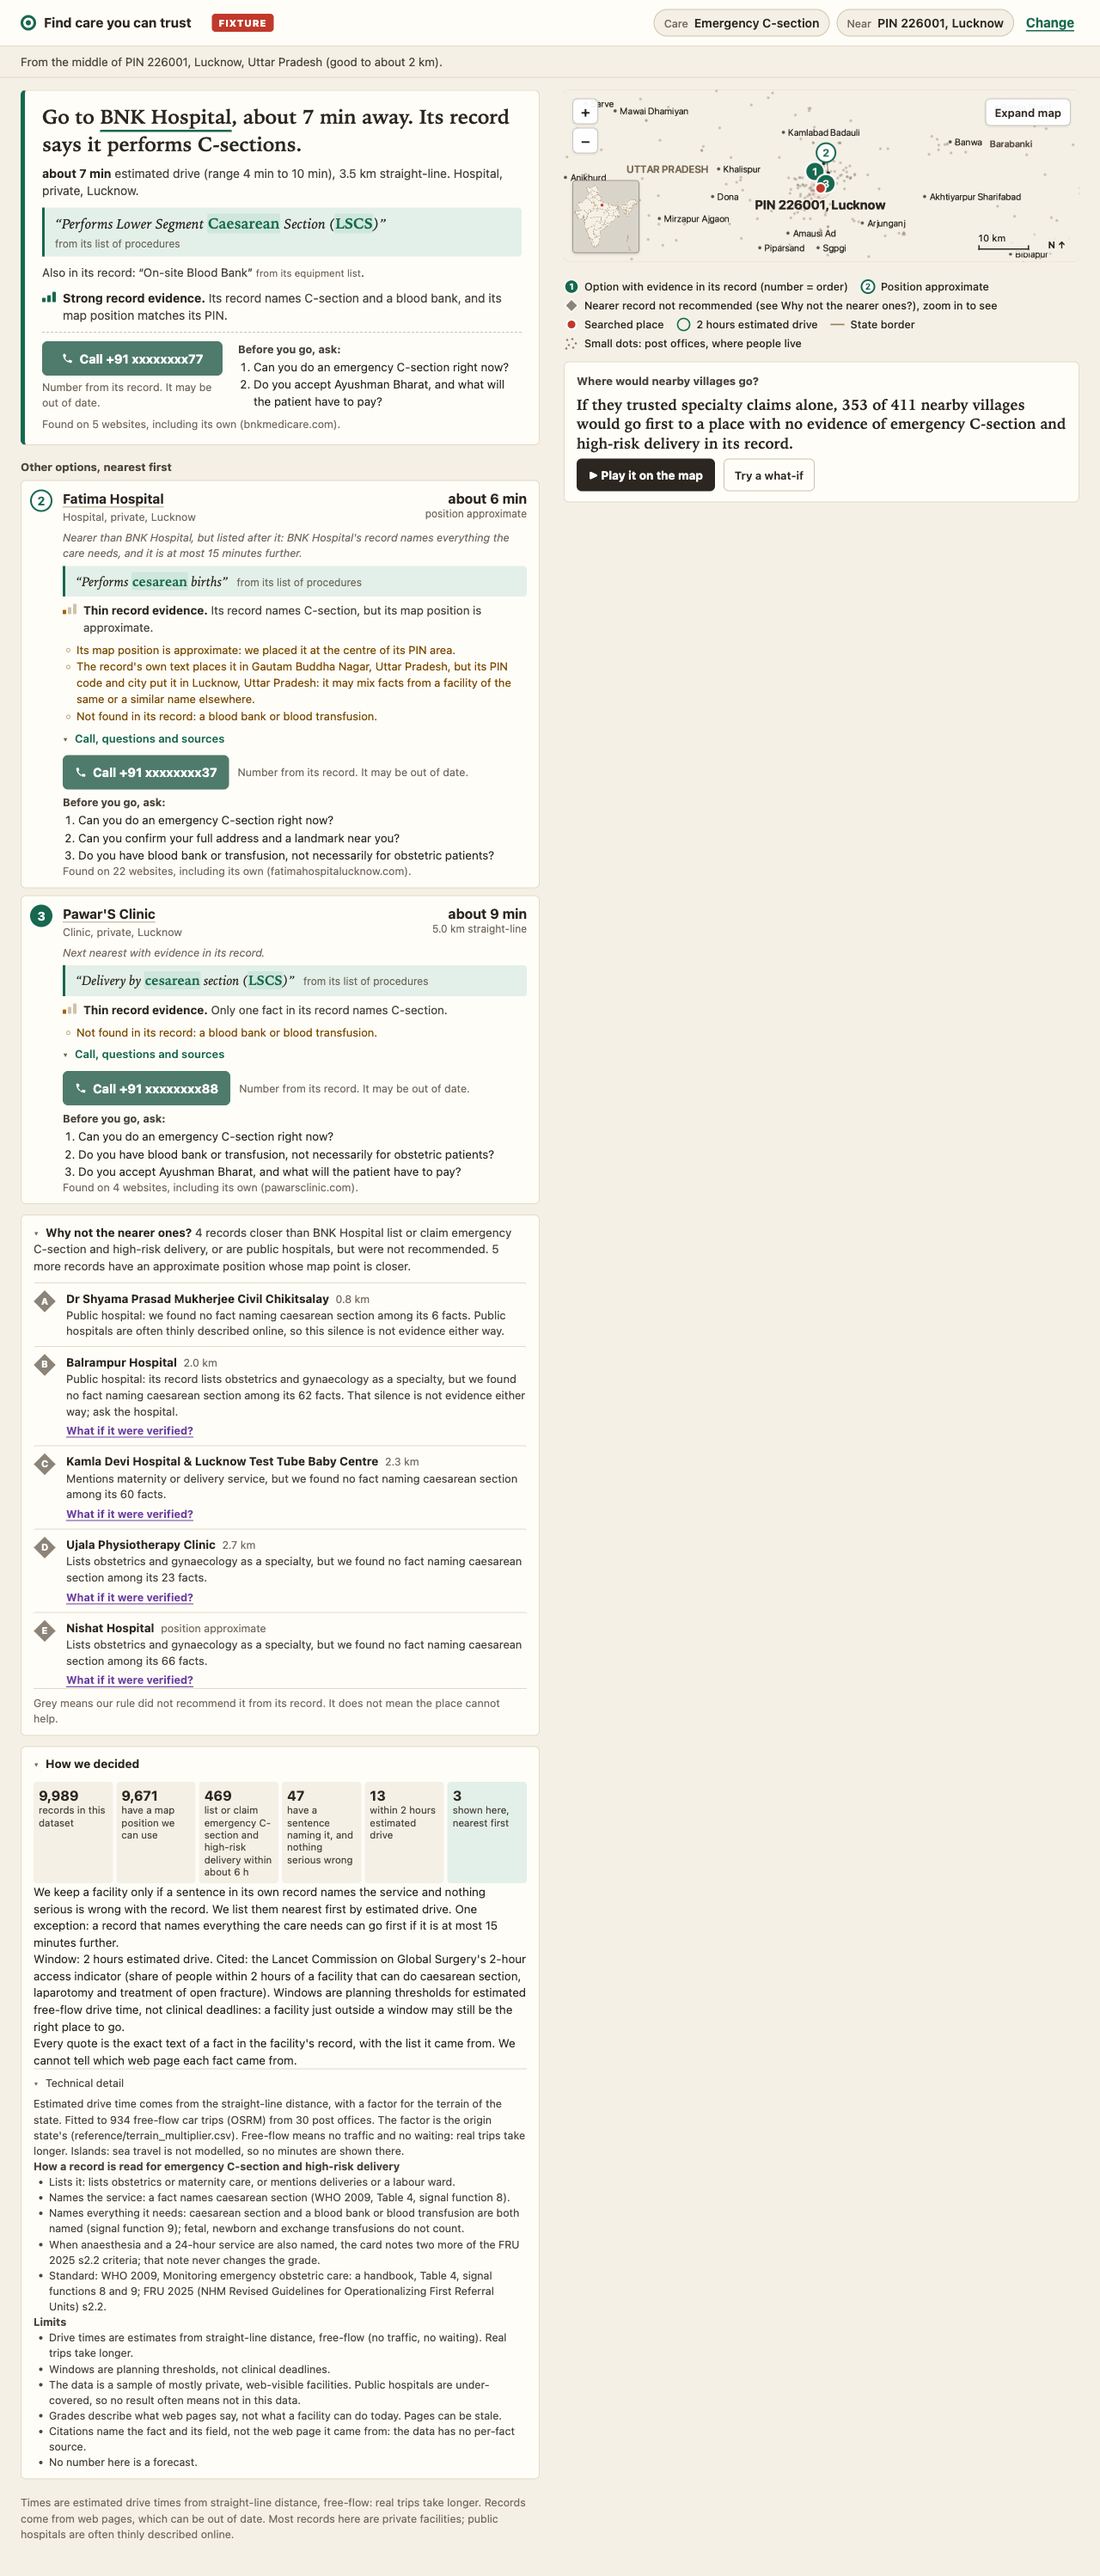 Find care you can trust FIXTURE
Care Emergency C-section Near PIN 226001, Lucknow Change
From the middle of PIN 226001, Lucknow, Uttar Pradesh (good to about 2 km).
Go to BNK Hospital, about 7 min away. Its record
says it performs C-sections.
about 7 min estimated drive (range 4 min to 10 min), 3.5 km straight-line. Hospital,
private, Lucknow.
“Performs Lower Segment Caesarean Section (LSCS)”
from its list of procedures
Also in its record: “On-site Blood Bank” from its equipment list.
Strong record evidence. Its record names C-section and a blood bank, and its
map position matches its PIN.
Call +91 xxxxxxxx77
Number from its record. It may be
out of date.
Before you go, ask:
1. Can you do an emergency C-section right now?
2. Do you accept Ayushman Bharat, and what will
the patient have to pay?
Found on 5 websites, including its own (bnkmedicare.com).
Other options, nearest first
2 Fatima Hospital about 6 min
Hospital, private, Lucknow position approximate
Nearer than BNK Hospital, but listed after it: BNK Hospital's record names everything the
care needs, and it is at most 15 minutes further.
“Performs cesarean births” from its list of procedures
Thin record evidence. Its record names C-section, but its map position is
approximate.
Its map position is approximate: we placed it at the centre of its PIN area.
The record's own text places it in Gautam Buddha Nagar, Uttar Pradesh, but its PIN
code and city put it in Lucknow, Uttar Pradesh: it may mix facts from a facility of the
same or a similar name elsewhere.
Not found in its record: a blood bank or blood transfusion.
Call, questions and sources
Call +91 xxxxxxxx37 Number from its record. It may be out of date.
Before you go, ask:
1. Can you do an emergency C-section right now?
2. Can you confirm your full address and a landmark near you?
3. Do you have blood bank or transfusion, not necessarily for obstetric patients?
Found on 22 websites, including its own (fatimahospitalucknow.com).
3 Pawar'S Clinic about 9 min
Clinic, private, Lucknow 5.0 km straight-line
Next nearest with evidence in its record.
“Delivery by cesarean section (LSCS)” from its list of procedures
Thin record evidence. Only one fact in its record names C-section.
Not found in its record: a blood bank or blood transfusion.
Call, questions and sources
Call +91 xxxxxxxx88 Number from its record. It may be out of date.
Before you go, ask:
1. Can you do an emergency C-section right now?
2. Do you have blood bank or transfusion, not necessarily for obstetric patients?
3. Do you accept Ayushman Bharat, and what will the patient have to pay?
Found on 4 websites, including its own (pawarsclinic.com).
Why not the nearer ones? 4 records closer than BNK Hospital list or claim emergency
C-section and high-risk delivery, or are public hospitals, but were not recommended. 5
more records have an approximate position whose map point is closer.
A Dr Shyama Prasad Mukherjee Civil Chikitsalay 0.8 km
Public hospital: we found no fact naming caesarean section among its 6 facts. Public
hospitals are often thinly described online, so this silence is not evidence either way.
B Balrampur Hospital 2.0 km
Public hospital: its record lists obstetrics and gynaecology as a specialty, but we found
no fact naming caesarean section among its 62 facts. That silence is not evidence either
way; ask the hospital.
What if it were verified?
C Kamla Devi Hospital & Lucknow Test Tube Baby Centre 2.3 km
Mentions maternity or delivery service, but we found no fact naming caesarean section
among its 60 facts.
What if it were verified?
D Ujala Physiotherapy Clinic 2.7 km
Lists obstetrics and gynaecology as a specialty, but we found no fact naming caesarean
section among its 23 facts.
What if it were verified?
E Nishat Hospital position approximate
Lists obstetrics and gynaecology as a specialty, but we found no fact naming caesarean
section among its 66 facts.
What if it were verified?
Grey means our rule did not recommend it from its record. It does not mean the place cannot
help.
How we decided
9,989 records in this dataset
9,671 have a map position we can use
469 list or claim emergency C-section and high-risk delivery within about 6 h
47 have a sentence naming it, and nothing serious wrong
13 within 2 hours estimated drive
3 shown here, nearest first
We keep a facility only if a sentence in its own record names the service and nothing
serious is wrong with the record. We list them nearest first by estimated drive. One
exception: a record that names everything the care needs can go first if it is at most 15
minutes further.
Window: 2 hours estimated drive. Cited: the Lancet Commission on Global Surgery's 2-hour
access indicator (share of people within 2 hours of a facility that can do caesarean section,
laparotomy and treatment of open fracture). Windows are planning thresholds for estimated
free-flow drive time, not clinical deadlines: a facility just outside a window may still be the
right place to go.
Every quote is the exact text of a fact in the facility's record, with the list it came from. We
cannot tell which web page each fact came from.
Technical detail
Estimated drive time comes from the straight-line distance, with a factor for the terrain of the
state. Fitted to 934 free-flow car trips (OSRM) from 30 post offices. The factor is the origin
state's (reference/terrain_multiplier.csv). Free-flow means no traffic and no waiting: real trips take
longer. Islands: sea travel is not modelled, so no minutes are shown there.
How a record is read for emergency C-section and high-risk delivery
• Lists it: lists obstetrics or maternity care, or mentions deliveries or a labour ward.
• Names the service: a fact names caesarean section (WHO 2009, Table 4, signal function 8).
• Names everything it needs: caesarean section and a blood bank or blood transfusion are both
named (signal function 9); fetal, newborn and exchange transfusions do not count.
• When anaesthesia and a 24-hour service are also named, the card notes two more of the FRU
2025 s2.2 criteria; that note never changes the grade.
• Standard: WHO 2009, Monitoring emergency obstetric care: a handbook, Table 4, signal
functions 8 and 9; FRU 2025 (NHM Revised Guidelines for Operationalizing First Referral
Units) s2.2.
Limits
• Drive times are estimates from straight-line distance, free-flow (no traffic, no waiting). Real
trips take longer.
• Windows are planning thresholds, not clinical deadlines.
• The data is a sample of mostly private, web-visible facilities. Public hospitals are under-
covered, so no result often means not in this data.
• Grades describe what web pages say, not what a facility can do today. Pages can be stale.
• Citations name the fact and its field, not the web page it came from: the data has no per-fact
source.
• No number here is a forecast.
Times are estimated drive times from straight-line distance, free-flow: real trips take longer. Records
come from web pages, which can be out of date. Most records here are private facilities; public
hospitals are often thinly described online.
+
−
Expand map
Mawai Dhamiyan
Kamlabad Badauli
Banwa Barabanki
2
UTTAR PRADESH Khalispur
1
Anikhurd
Dona
PIN 226001, Lucknow
Akhtiyarpur Sharifabad
Mirzapur Ajgaon
Arjunganj
Amausi Ad
10 km
N ↑
Piparsand Sgpgi
1 Option with evidence in its record (number = order) 2 Position approximate
Nearer record not recommended (see Why not the nearer ones?), zoom in to see
Searched place 2 hours estimated drive State border
Small dots: post offices, where people live
Where would nearby villages go?
If they trusted specialty claims alone, 353 of 411 nearby villages
would go first to a place with no evidence of emergency C-section and
high-risk delivery in its record.
Play it on the map Try a what-if